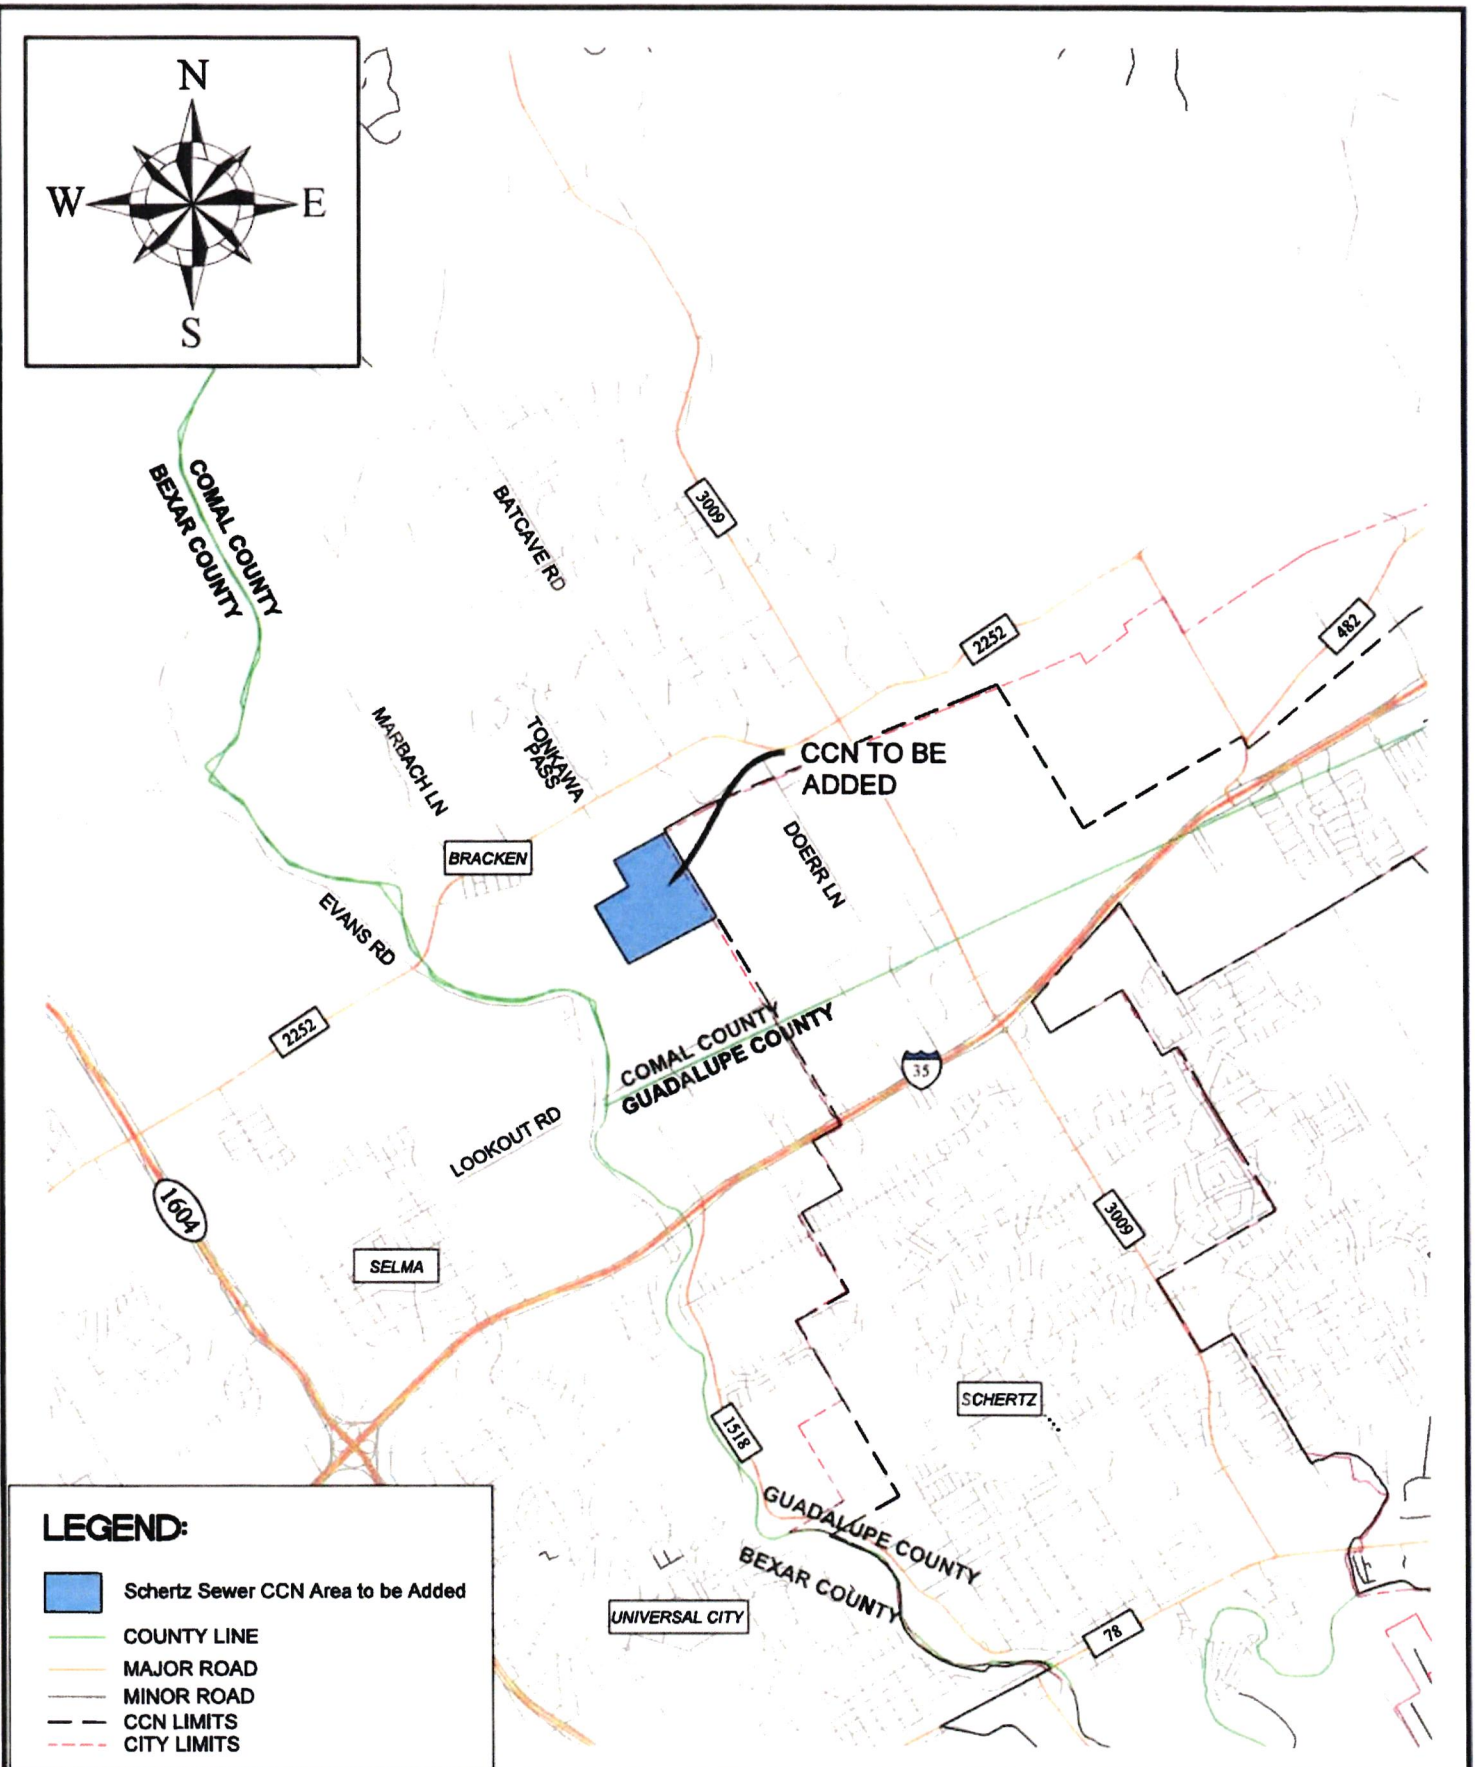 N
W
E
S
COMAL COUNTY
BEXAR COUNTY
BATCAVE RD
3009
2252
482
MARBACH LN
TONKAWA
PASS
CCN TO BE
ADDED
BRACKEN
DOERR LN
EVANS RD
2252
COMAL COUNTY
GUADALUPE COUNTY
35
LOOKOUT RD
1604
3009
SELMA
SCHERTZ
1518
GUADALUPE COUNTY
BEXAR COUNTY
UNIVERSAL CITY
78
LEGEND:
Schertz Sewer CCN Area to be Added
COUNTY LINE
MAJOR ROAD
MINOR ROAD
CCN LIMITS
CITY LIMITS